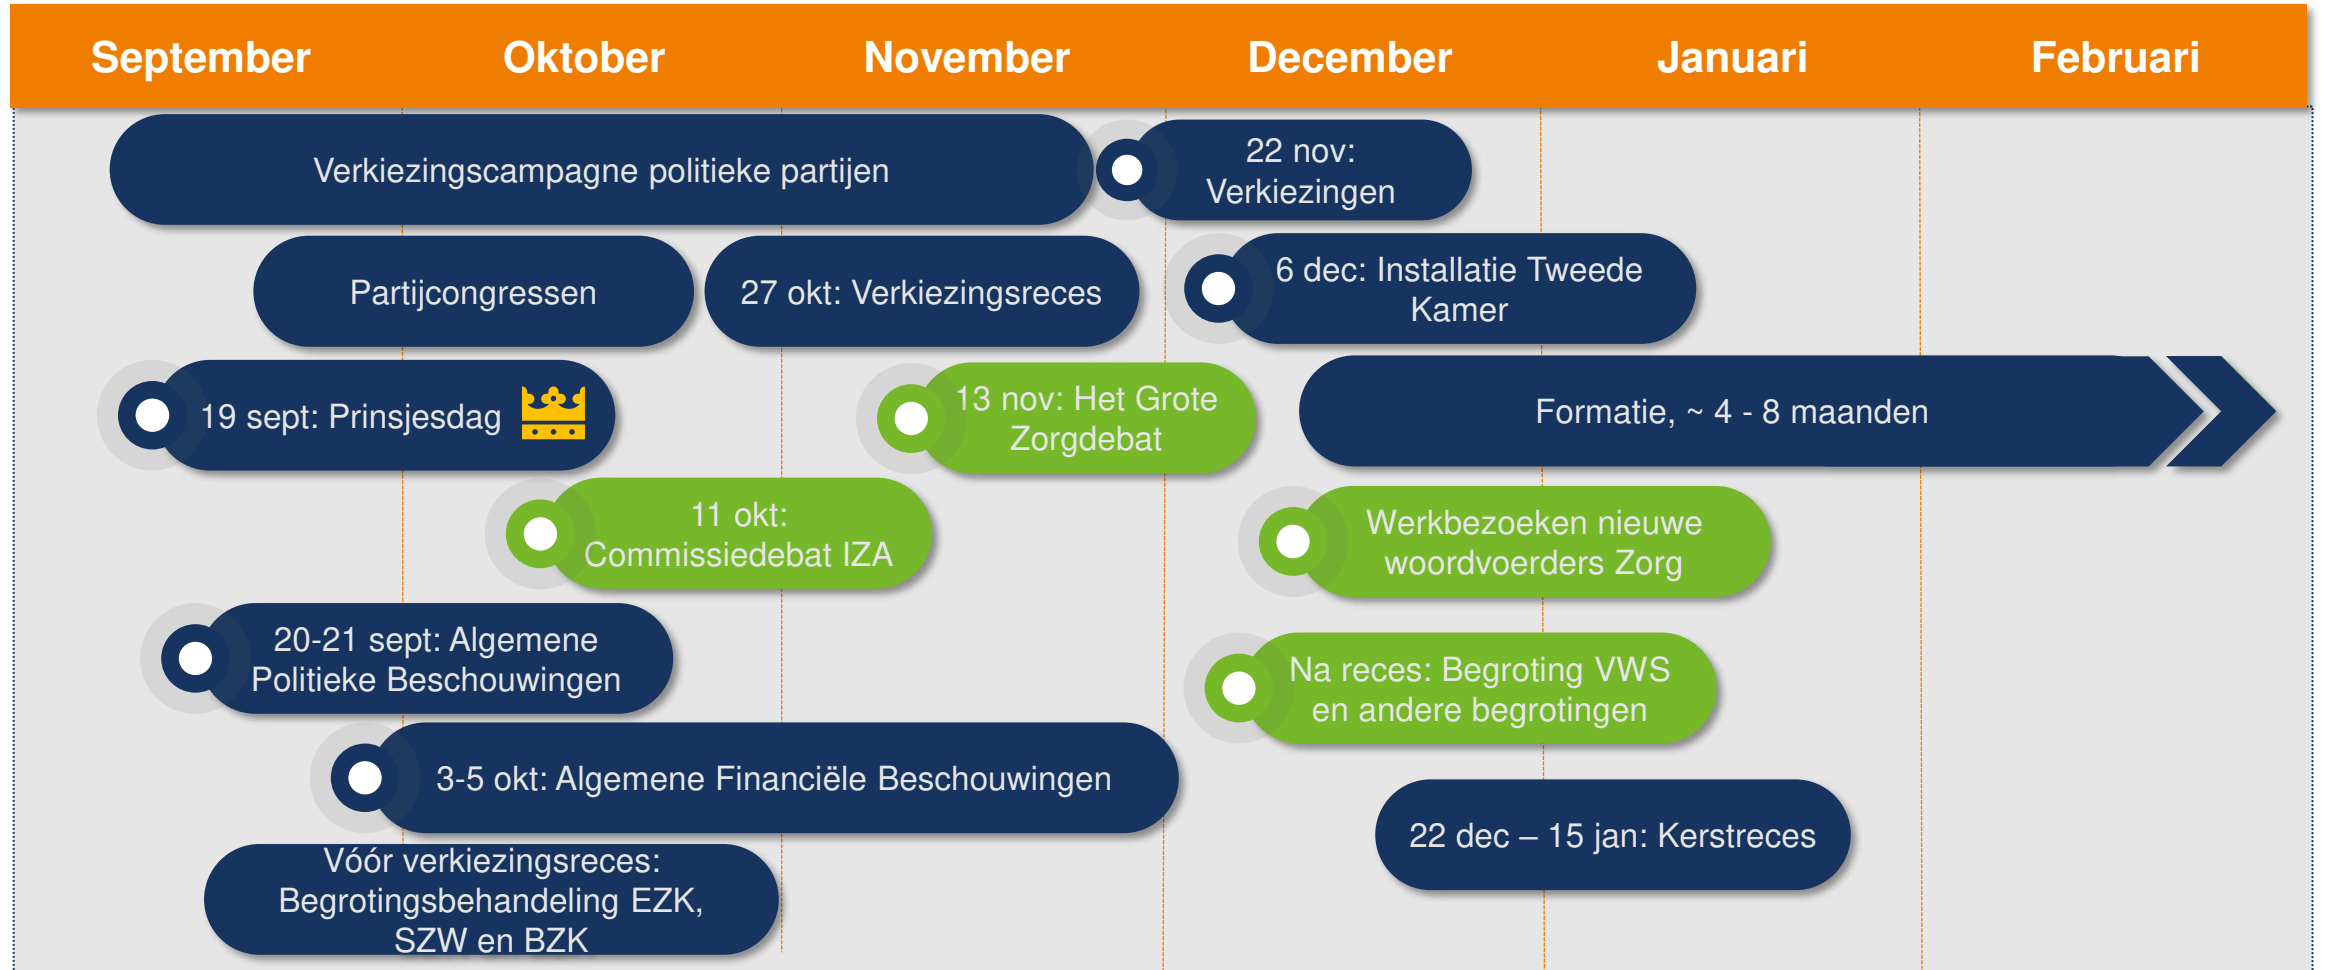 September
Oktober
November
December
Januari
Februari
Verkiezingscampagne politieke partijen
22 nov:
Verkiezingen
Partijcongressen
27 okt: Verkiezingsreces
6 dec: Installatie Tweede
Kamer
19 sept: Prinsjesdag
13 nov: Het Grote
Zorgdebat
Formatie, ~ 4 - 8 maanden
11 okt:
Commissiedebat IZA
Werkbezoeken nieuwe
woordvoerders Zorg
20-21 sept: Algemene
Politieke Beschouwingen
Na reces: Begroting VWS
en andere begrotingen
3-5 okt: Algemene Financiële Beschouwingen
22 dec – 15 jan: Kerstreces
Vóór verkiezingsreces:
Begrotingsbehandeling EZK,
SZW en BZK